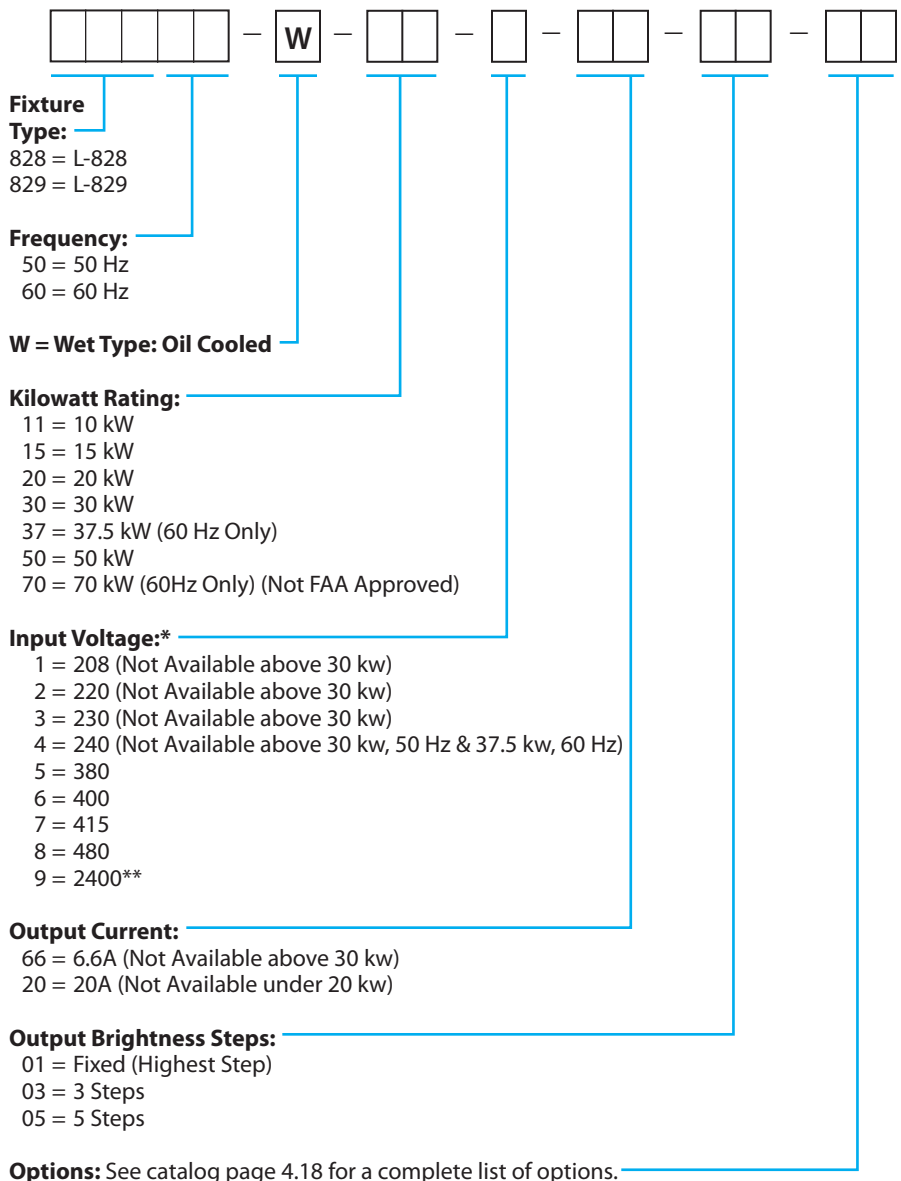 – W – – – – –
Fixture
Type:
828 = L-828
829 = L-829
Frequency:
50 = 50 Hz
60 = 60 Hz
W = Wet Type: Oil Cooled
Kilowatt Rating:
11 = 10 kW
15 = 15 kW
20 = 20 kW
30 = 30 kW
37 = 37.5 kW (60 Hz Only)
50 = 50 kW
70 = 70 kW (60Hz Only) (Not FAA Approved)
Input Voltage:*
1 = 208 (Not Available above 30 kw)
2 = 220 (Not Available above 30 kw)
3 = 230 (Not Available above 30 kw)
4 = 240 (Not Available above 30 kw, 50 Hz & 37.5 kw, 60 Hz)
5 = 380
6 = 400
7 = 415
8 = 480
9 = 2400**
Output Current:
66 = 6.6A (Not Available above 30 kw)
20 = 20A (Not Available under 20 kw)
Output Brightness Steps:
01 = Fixed (Highest Step)
03 = 3 Steps
05 = 5 Steps
Options: See catalog page 4.18 for a complete list of options.